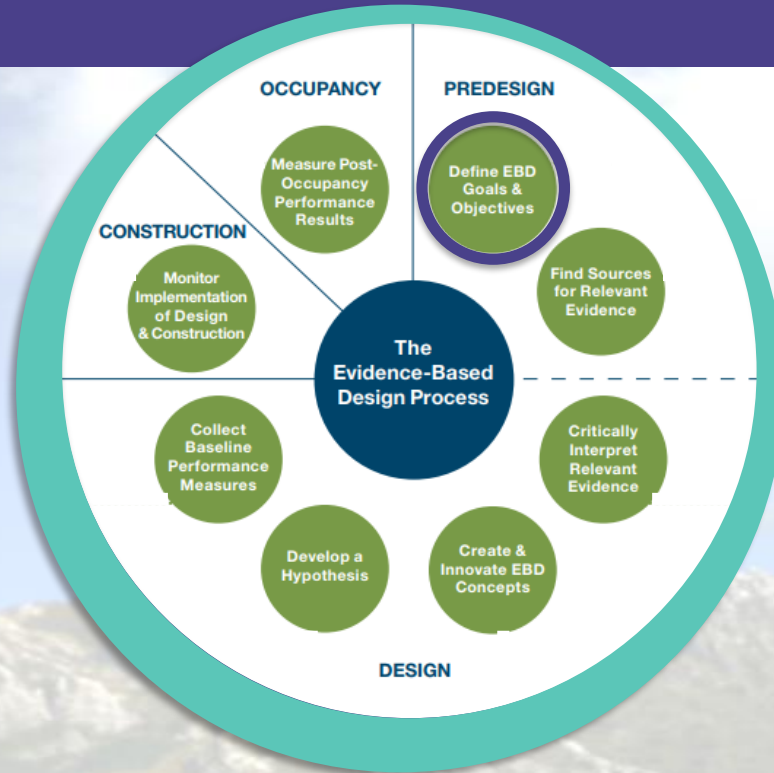 OCCUPANCY
PREDESIGN
Measure Post-
Occupancy
Performance
Results
Define EBD
Goals &
Objectives
CONSTRUCTION
Monitor
Implementation
of Design
& Construction
Find Sources
for Relevant
Evidence
The
Evidence-Based
Design Process
Collect
Baseline
Performance
Measures
Critically
Interpret
Relevant
Evidence
Develop a
Hypothesis
Create &
Innovate EBD
Concepts
DESIGN